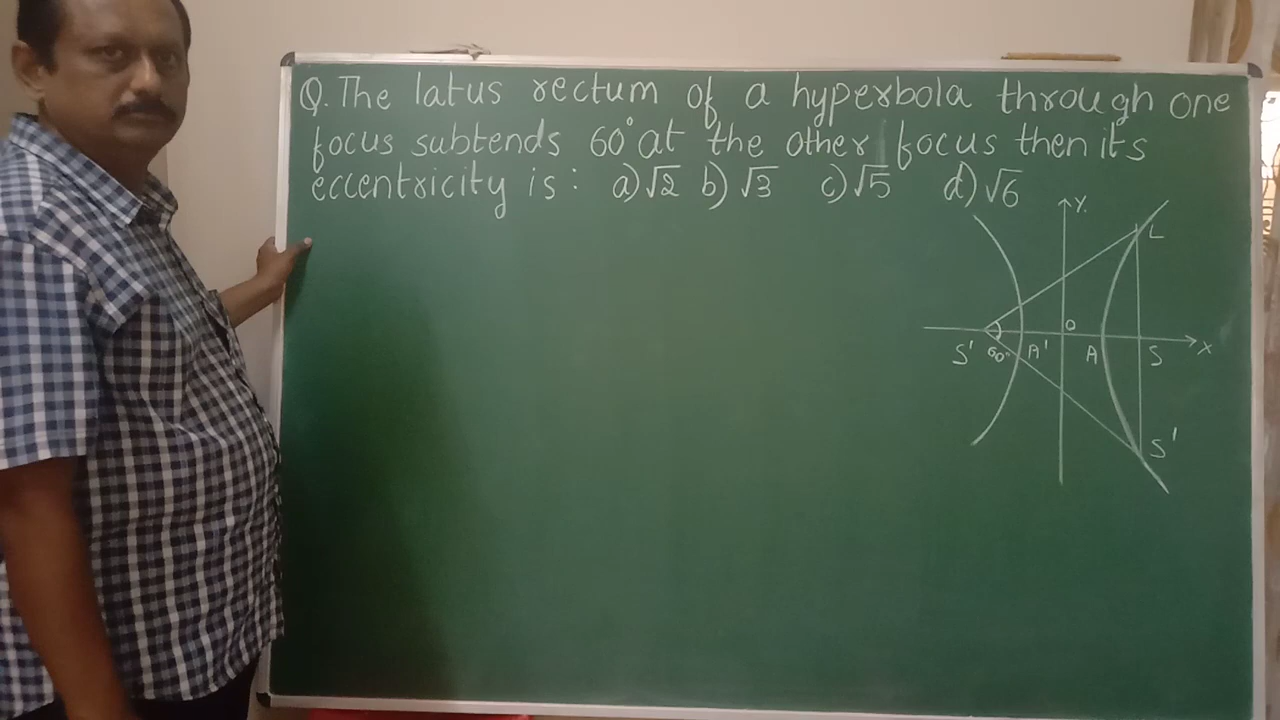 Q. The latus rectum of a hyperbola through one
focus subtends 60° at the other focus then its
eccentricity is : a) √2 b) √3 c) √5 d) √6
Y
L
O
S' 60° A' A S X
S'